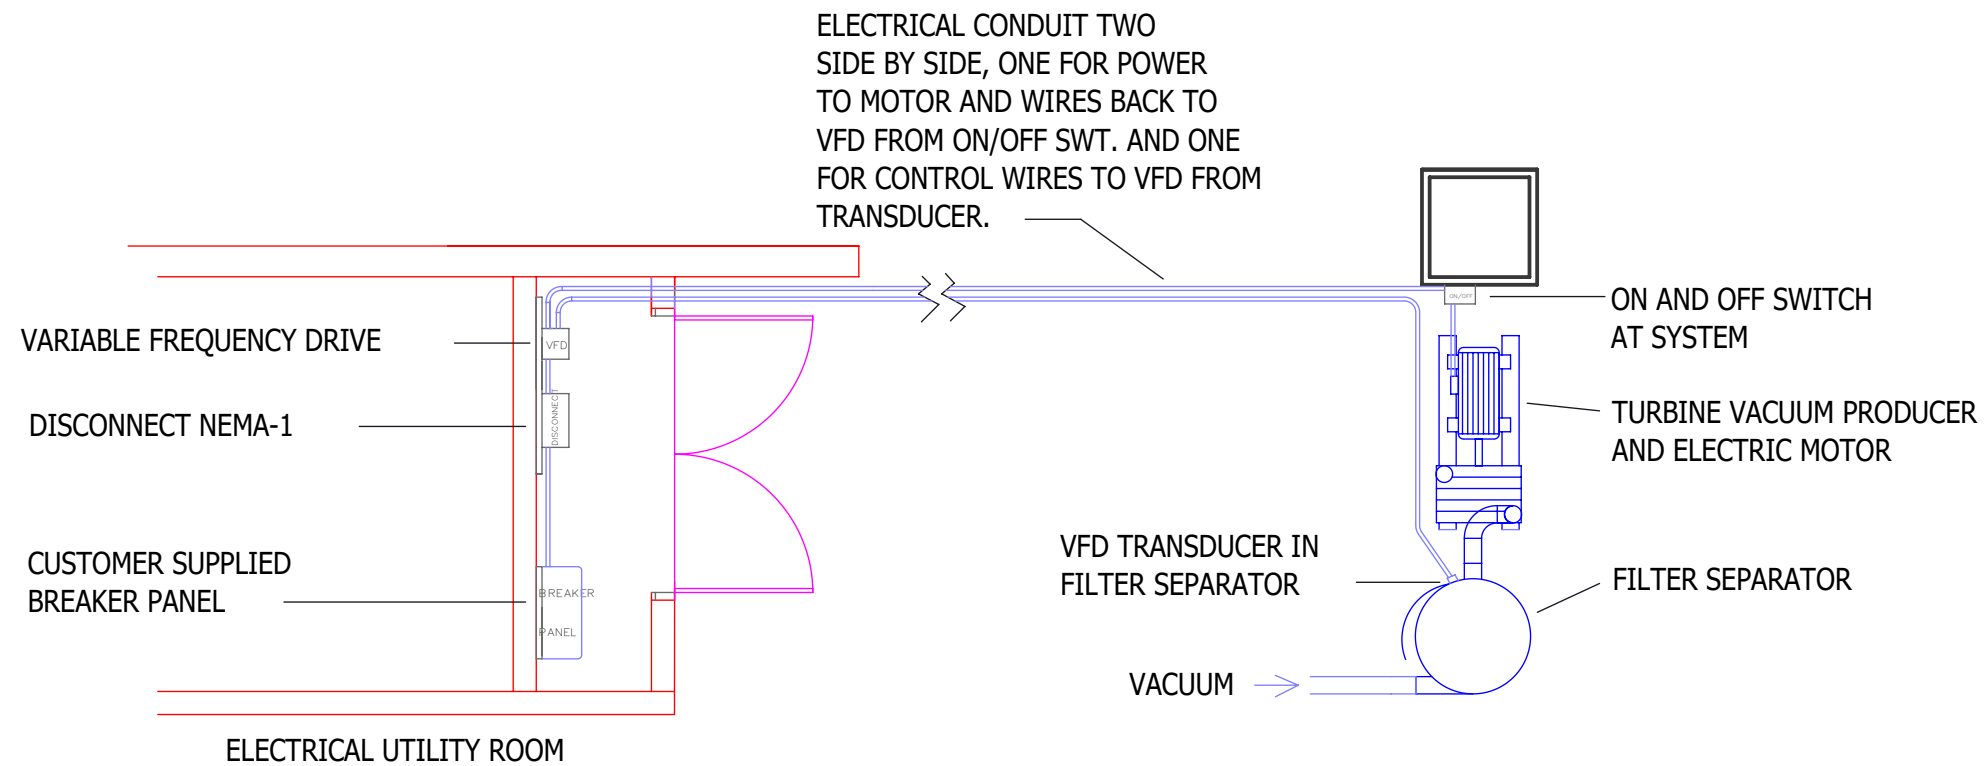 ELECTRICAL CONDUIT TWO
SIDE BY SIDE, ONE FOR POWER
TO MOTOR AND WIRES BACK TO
VFD FROM ON/OFF SWT. AND ONE
FOR CONTROL WIRES TO VFD FROM
TRANSDUCER.
ON/OFF
ON AND OFF SWITCH
AT SYSTEM
VARIABLE FREQUENCY DRIVE
VFD
DISCONNECT NEMA-1
DISCONNECT
TURBINE VACUUM PRODUCER
AND ELECTRIC MOTOR
CUSTOMER SUPPLIED
BREAKER PANEL
BREAKER
PANEL
VFD TRANSDUCER IN
FILTER SEPARATOR
FILTER SEPARATOR
VACUUM
ELECTRICAL UTILITY ROOM